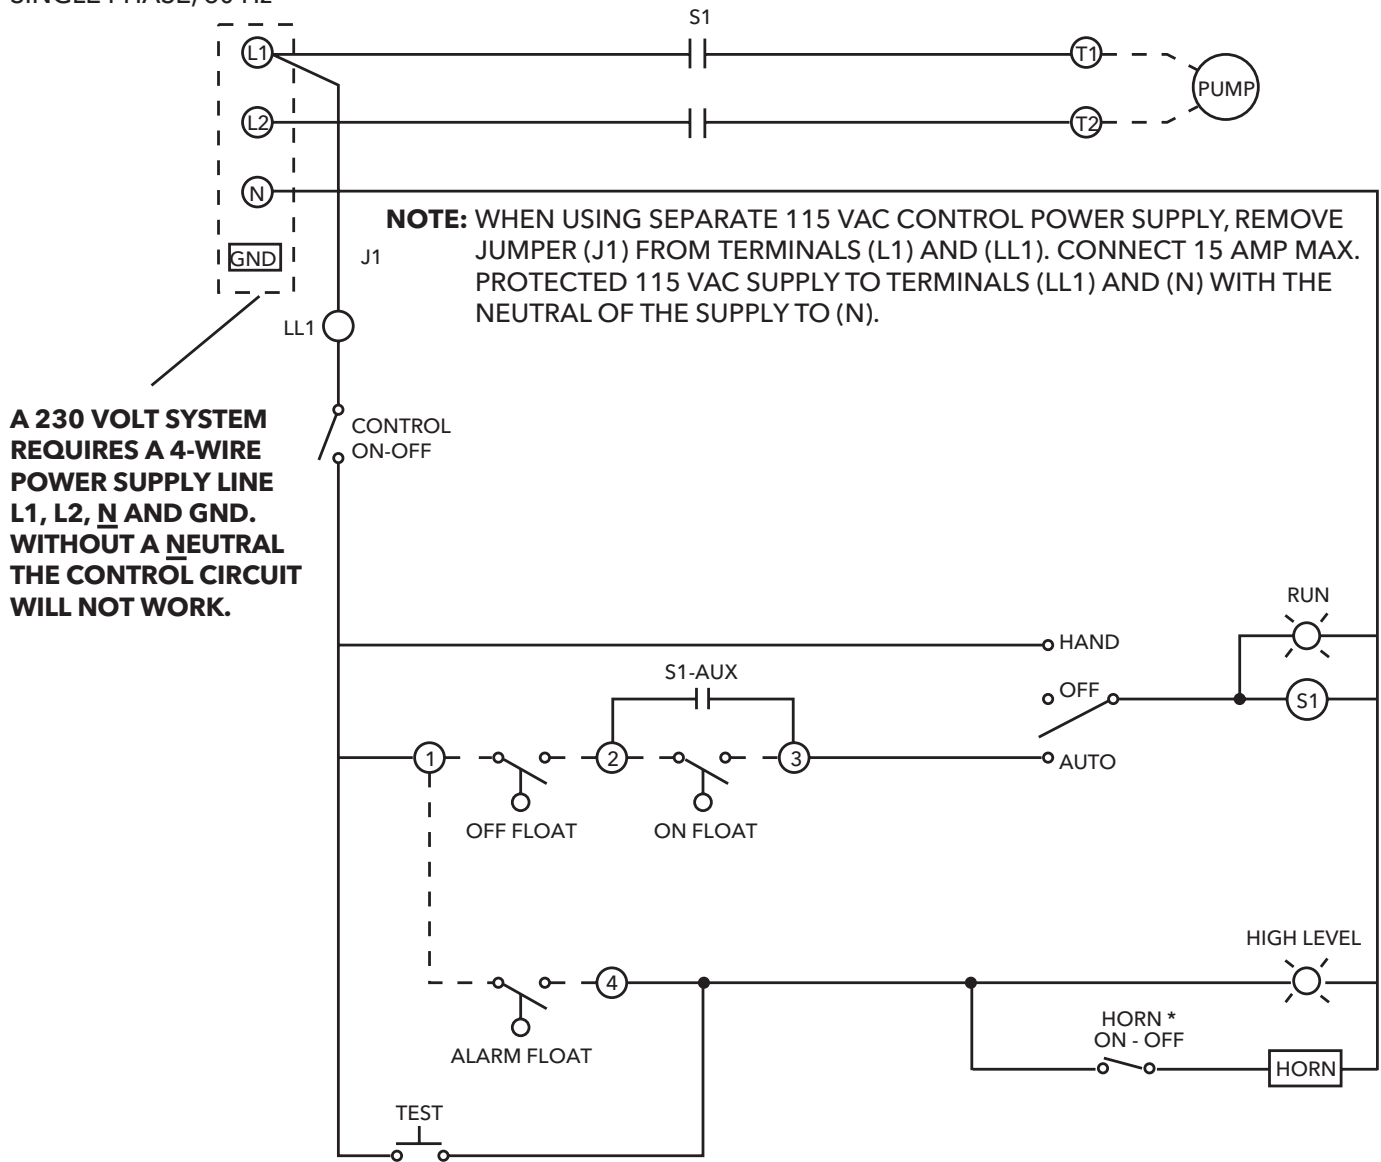 S1
L1
T1
PUMP
L2
T2
N
NOTE: WHEN USING SEPARATE 115 VAC CONTROL POWER SUPPLY, REMOVE
JUMPER (J1) FROM TERMINALS (L1) AND (LL1). CONNECT 15 AMP MAX.
PROTECTED 115 VAC SUPPLY TO TERMINALS (LL1) AND (N) WITH THE
NEUTRAL OF THE SUPPLY TO (N).
GND
J1
LL1
A 230 VOLT SYSTEM
REQUIRES A 4-WIRE
POWER SUPPLY LINE
L1, L2, N AND GND.
WITHOUT A NEUTRAL
THE CONTROL CIRCUIT
WILL NOT WORK.
CONTROL
ON-OFF
RUN
HAND
S1-AUX
OFF
S1
1
2
3
AUTO
OFF FLOAT
ON FLOAT
HIGH LEVEL
4
ALARM FLOAT
HORN *
ON - OFF
HORN
TEST